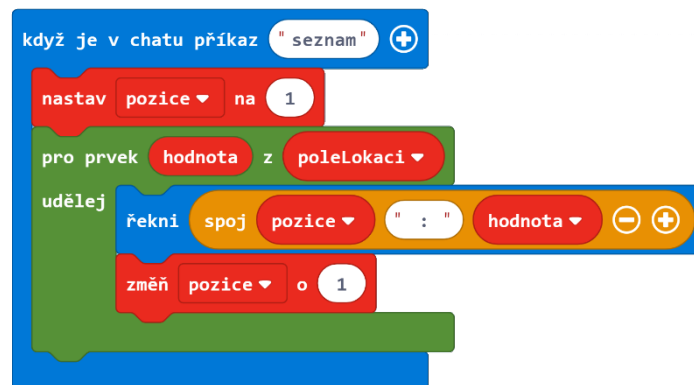 když je v chatu příkaz "seznam"
nastav pozice na 1
pro prvek hodnota z poleLokaci
udělej
řekni spoj pozice " : " hodnota
změň pozice o 1